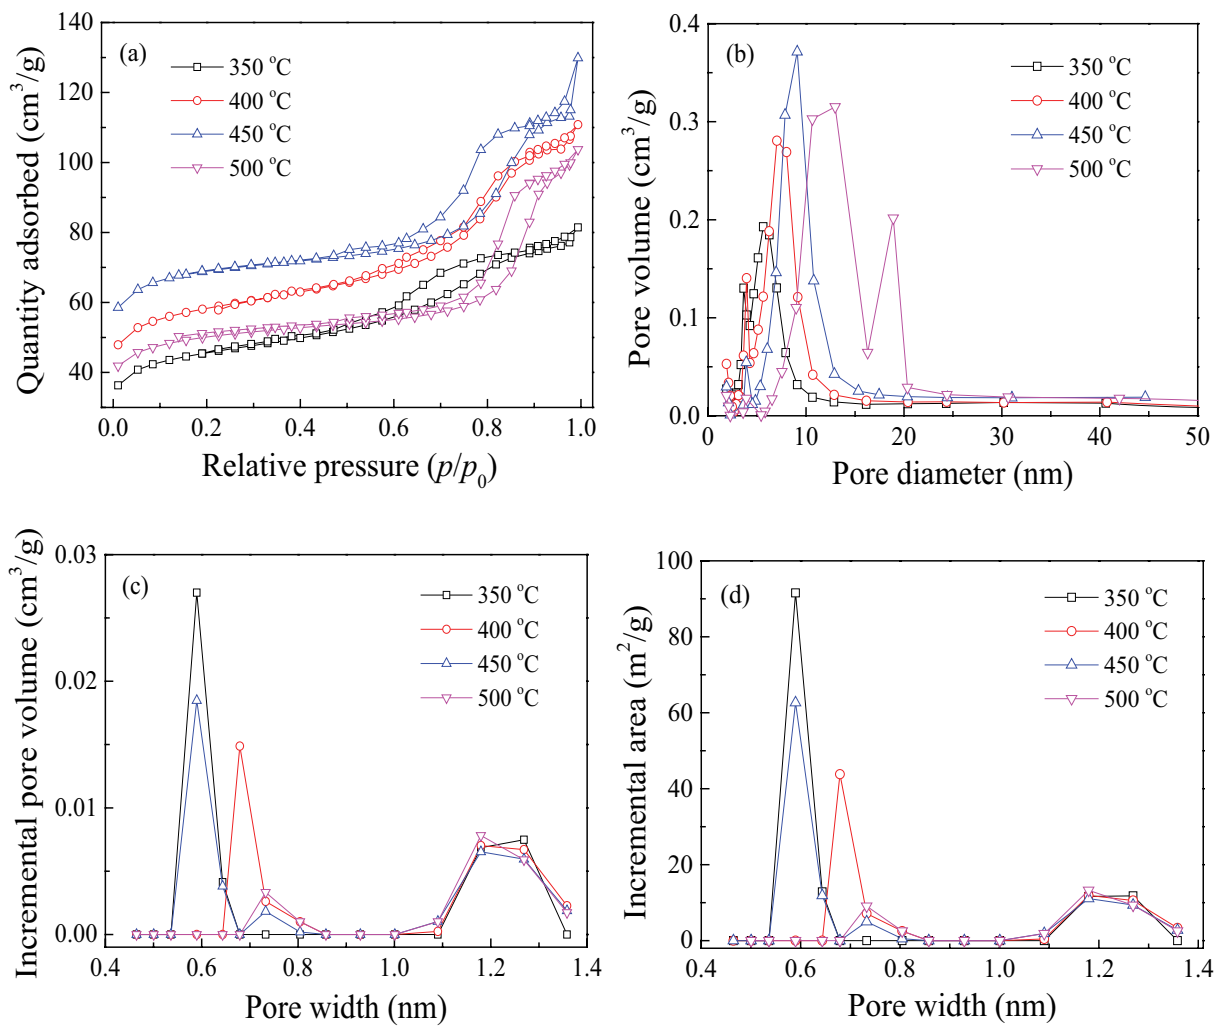 (a)
350 °C
400 °C
450 °C
500 °C
140
120
100
80
60
40
Quantity adsorbed (cm³/g)
0.0 0.2 0.4 0.6 0.8 1.0
Relative pressure (p/p₀)
(b)
350 °C
400 °C
450 °C
500 °C
0.4
0.3
0.2
0.1
0.0
Pore volume (cm³/g)
0 10 20 30 40 50
Pore diameter (nm)
(c)
350 °C
400 °C
450 °C
500 °C
0.03
0.02
0.01
0.00
Incremental pore volume (cm³/g)
0.4 0.6 0.8 1.0 1.2 1.4
Pore width (nm)
(d)
350 °C
400 °C
450 °C
500 °C
100
80
60
40
20
0
Incremental area (m²/g)
0.4 0.6 0.8 1.0 1.2 1.4
Pore width (nm)